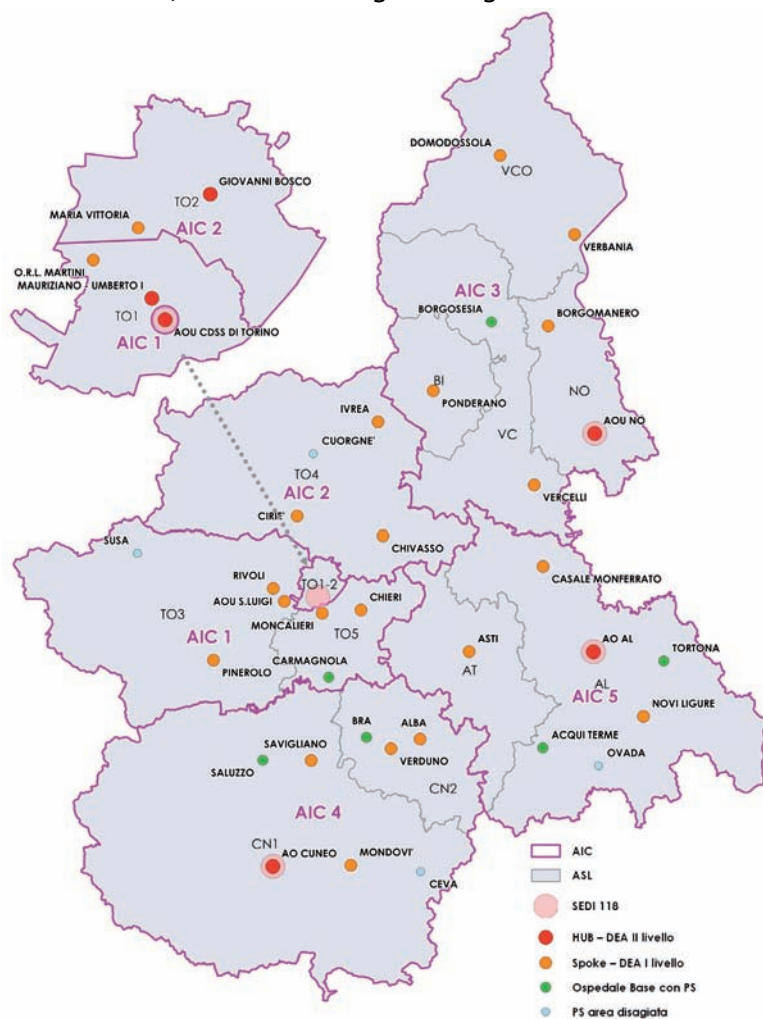 DOMODOSSOLA
VCO
GIOVANNI BOSCO
TO2
MARIA VITTORIA
AIC 2
VERBANIA
O.R.L. MARTINI
MAURIZIANO UMBERTO I
TO1
AOU CDSS DI TORINO
AIC 1
AIC 3
BORGOSESIA
BORGOMANERO
BI
PONDERANO
NO
AOU NO
VC
VERCELLI
IVREA
CUORGNE'
TO4
AIC 2
CIRIE'
CHIVASSO
SUSA
RIVOLI
TO1-2
AOU S.LUIGI
CHIERI
TO3
MONCALIERI
TO5
AIC 1
PINEROLO
CARMAGNOLA
CASALE MONFERRATO
ASTI
AT
AO AL
TORTONA
AL
AIC 5
NOVI LIGURE
ACQUI TERME
OVADA
BRA
ALBA
SAVIGLIANO
VERDUNO
SALUZZO
CN2
AIC 4
CN1
AO CUNEO
MONDOVI'
CEVA
AIC
ASL
SEDI 118
HUB – DEA II livello
Spoke – DEA I livello
Ospedale Base con PS
PS area disagiata